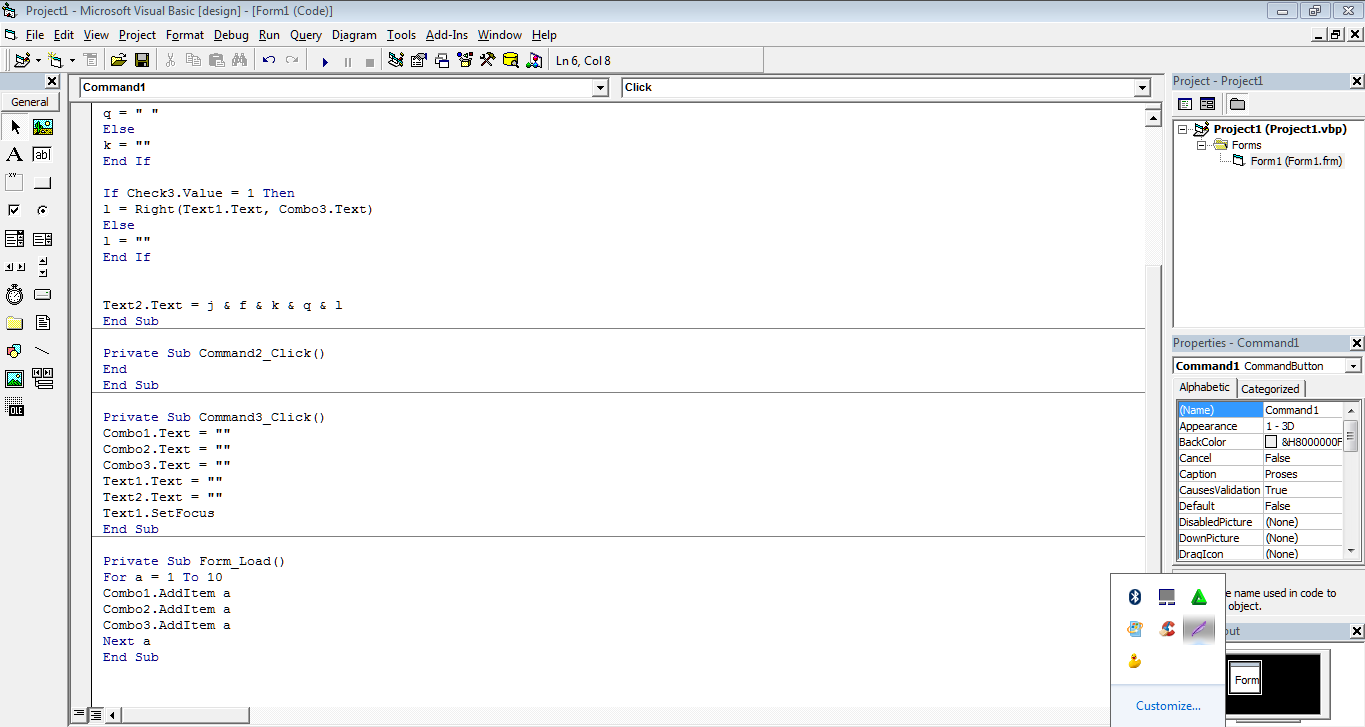 Project1 - Microsoft Visual Basic [design] - [Form1 (Code)]
File Edit View Project Format Debug Run Query Diagram Tools Add-Ins Window Help
Ln 6, Col 8
General
Command1
Click
q = " "
Else
k = ""
End If
If Check3.Value = 1 Then
l = Right(Text1.Text, Combo3.Text)
Else
l = ""
End If
Text2.Text = j & f & k & q & l
End Sub
Private Sub Command2_Click()
End
End Sub
Private Sub Command3_Click()
Combo1.Text = ""
Combo2.Text = ""
Combo3.Text = ""
Text1.Text = ""
Text2.Text = ""
Text1.SetFocus
End Sub
Private Sub Form_Load()
For a = 1 To 10
Combo1.AddItem a
Combo2.AddItem a
Combo3.AddItem a
Next a
End Sub
A
ab|
XY
OLE
Project - Project1
Project1 (Project1.vbp)
Forms
Form1 (Form1.frm)
Properties - Command1
Command1 CommandButton
Alphabetic Categorized
(Name) Command1
Appearance 1 - 3D
BackColor &H8000000F
Cancel False
Caption Proses
CausesValidation True
Default False
DisabledPicture (None)
DownPicture (None)
DragIcon (None)
e name used in code to
object.
out
Form
Customize...